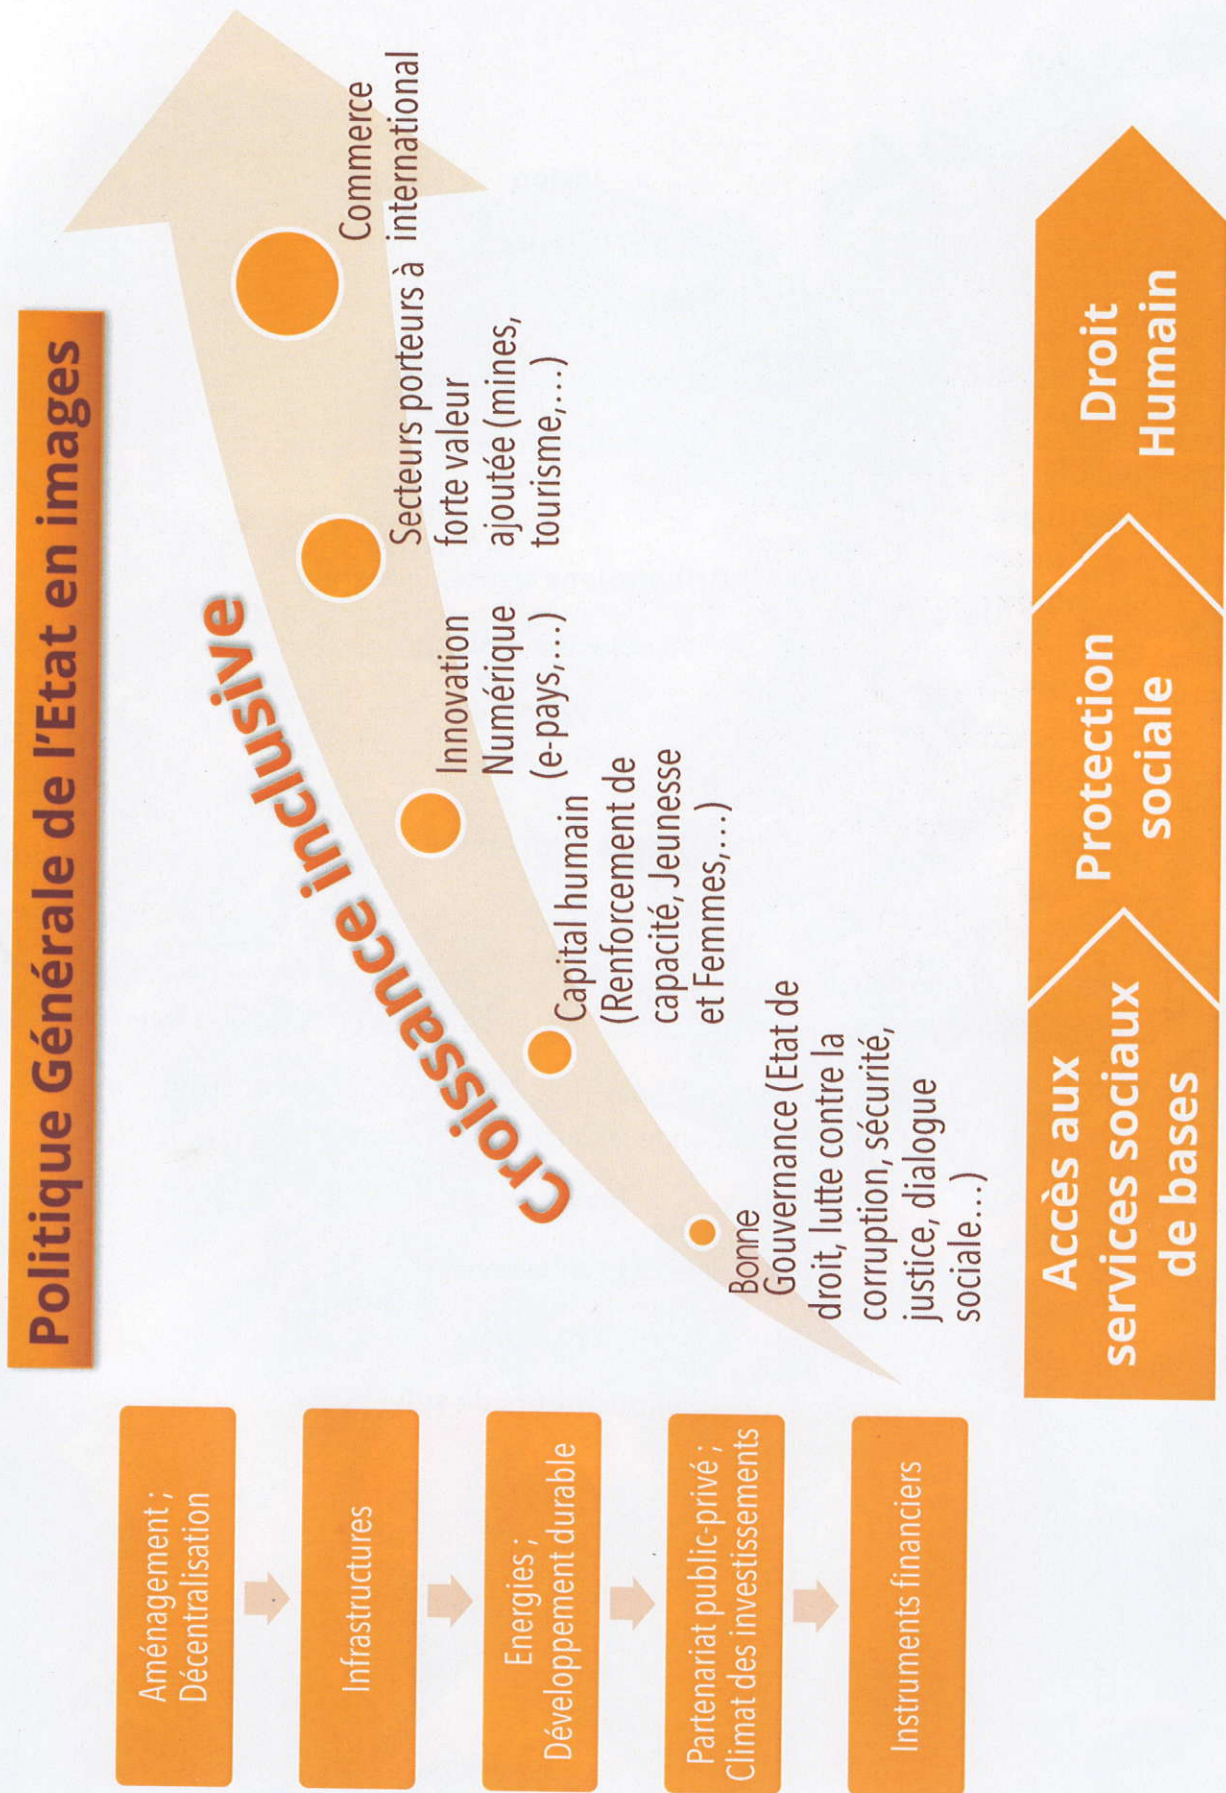 Politique Générale de l'Etat en images
Aménagement ;
Décentralisation
Infrastructures
Energies ;
Développement durable
Partenariat public-privé ;
Climat des investissements
Instruments financiers
Croissance inclusive
Bonne
Gouvernance (Etat de
droit, lutte contre la
corruption, sécurité,
justice, dialogue
sociale...)
Capital humain
(Renforcement de
capacité, Jeunesse
et Femmes,...)
Innovation
Numérique
(e-pays,...)
Secteurs porteurs à
forte valeur
ajoutée (mines,
tourisme,...)
Commerce
international
Accès aux
services sociaux
de bases
Protection
sociale
Droit
Humain